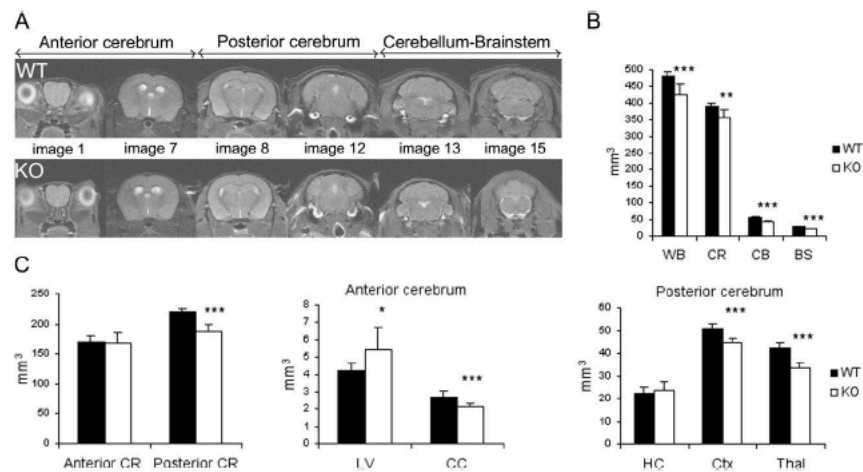 A
Anterior cerebrum Posterior cerebrum Cerebellum-Brainstem
WT
image 1 image 7 image 8 image 12 image 13 image 15
KO
B
500
450
400
350
300
250
200
150
100
50
0
mm³
*** ** *** ***
WB CR CB BS
WT
KO
C
250
200
150
100
50
0
mm³
***
Anterior CR Posterior CR
Anterior cerebrum
8
7
6
5
4
3
2
1
0
mm³
* ***
LV CC
Posterior cerebrum
60
50
40
30
20
10
0
mm³
*** ***
HC Ctx Thal
WT
KO